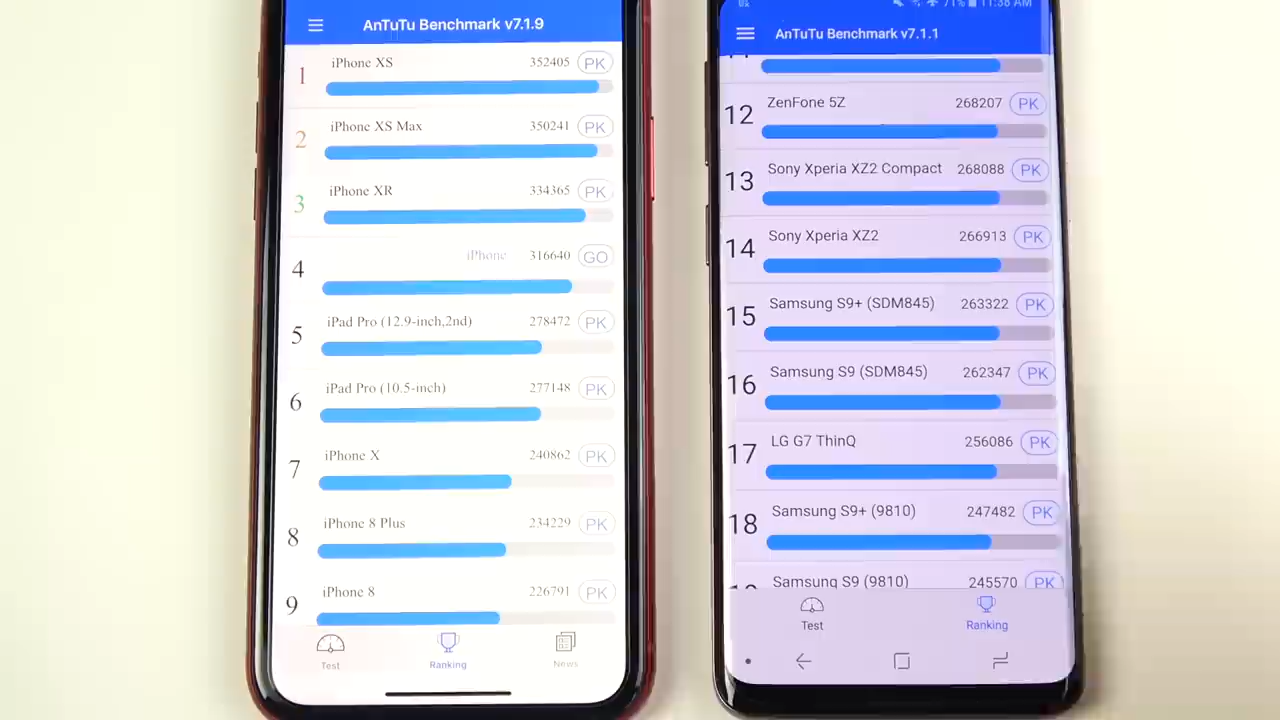 AnTuTu Benchmark v7.1.9
1 iPhone XS 352405 PK
2 iPhone XS Max 350241 PK
3 iPhone XR 334365 PK
4 iPhone 316640 GO
5 iPad Pro (12.9-inch,2nd) 278472 PK
6 iPad Pro (10.5-inch) 277148 PK
7 iPhone X 240862 PK
8 iPhone 8 Plus 234229 PK
9 iPhone 8 226791 PK
Test Ranking News
71% 11:38 AM
AnTuTu Benchmark v7.1.1
12 ZenFone 5Z 268207 PK
13 Sony Xperia XZ2 Compact 268088 PK
14 Sony Xperia XZ2 266913 PK
15 Samsung S9+ (SDM845) 263322 PK
16 Samsung S9 (SDM845) 262347 PK
17 LG G7 ThinQ 256086 PK
18 Samsung S9+ (9810) 247482 PK
Samsung S9 (9810) 245570 PK
Test Ranking